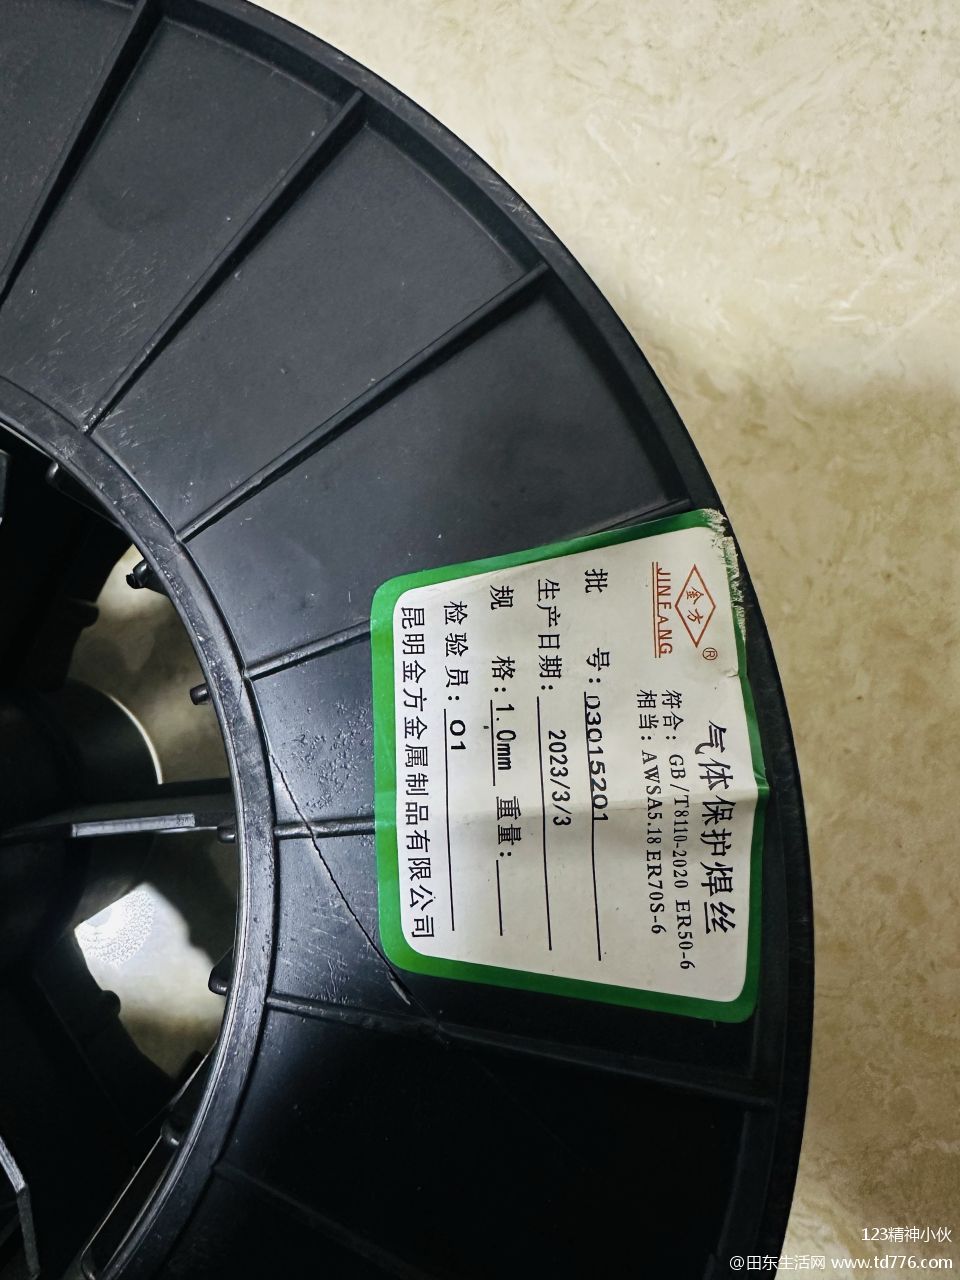 金方
®
JINFANG
气体保护焊丝
符合：GB/T8110-2020 ER50-6
相当：AWSA5.18 ER70S-6
批 号：03015201
生产日期：2023/3/3
规 格：1.0mm 重量：
检验员：01
昆明金方金属制品有限公司
123精神小伙
@田东生活网 www.td776.com